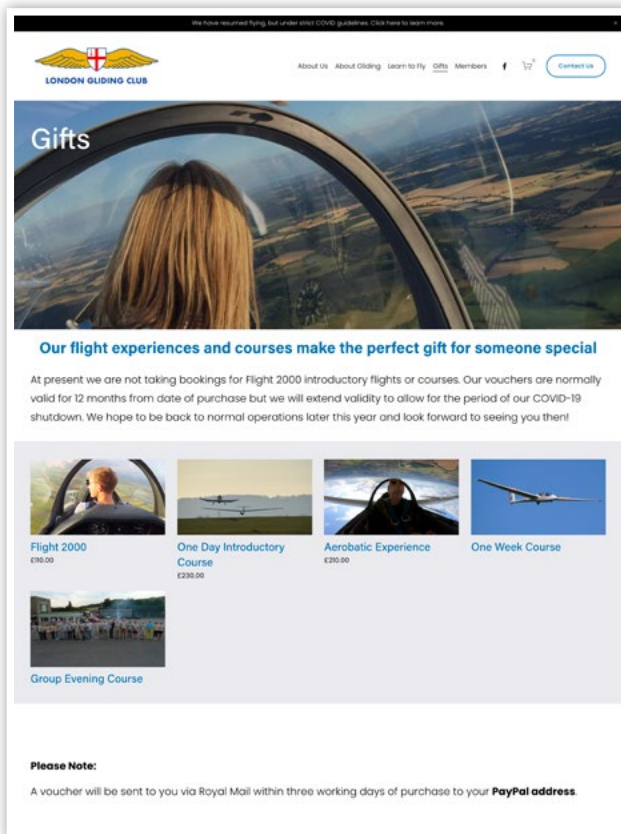 We have resumed flying, but under strict COVID guidelines. Click here to learn more.
LONDON GLIDING CLUB
About Us About Gliding Learn to Fly Gifts Members
Contact Us
Gifts
Our flight experiences and courses make the perfect gift for someone special
At present we are not taking bookings for Flight 2000 introductory flights or courses. Our vouchers are normally
valid for 12 months from date of purchase but we will extend validity to allow for the period of our COVID-19
shutdown. We hope to be back to normal operations later this year and look forward to seeing you then!
Flight 2000
£110.00
One Day Introductory
Course
£230.00
Aerobatic Experience
£210.00
One Week Course
Group Evening Course
Please Note:
A voucher will be sent to you via Royal Mail within three working days of purchase to your PayPal address.